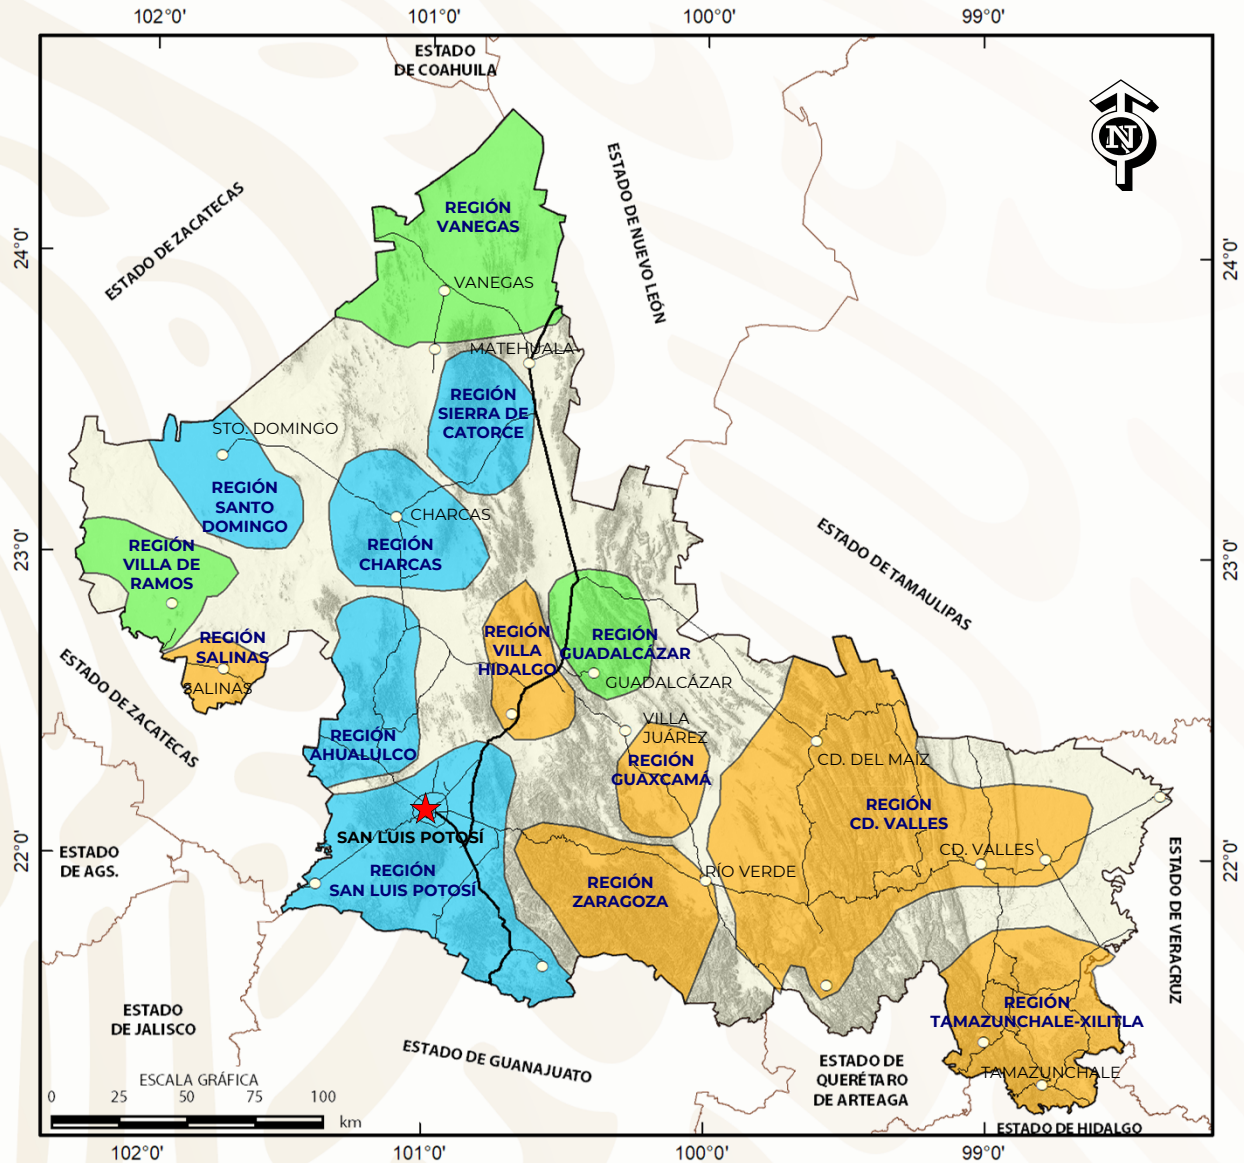 102°0'
101°0'
100°0'
99°0'
ESTADO
DE COAHUILA
N
ESTADO DE ZACATECAS
ESTADO DE NUEVO LEÓN
REGIÓN
VANEGAS
24°0'
24°0'
VANEGAS
MATEHUALA
REGIÓN
SIERRA DE
CATORCE
STO. DOMINGO
REGIÓN
SANTO
DOMINGO
CHARCAS
REGIÓN
CHARCAS
23°0'
23°0'
REGIÓN
VILLA DE
RAMOS
ESTADO DE TAMAULIPAS
REGIÓN
SALINAS
SALINAS
REGIÓN
VILLA
HIDALGO
REGIÓN
GUADALCÁZAR
GUADALCÁZAR
ESTADO DE ZACATECAS
VILLA
JUÁREZ
REGIÓN
AHUALULCO
REGIÓN
GUAXCAMÁ
CD. DEL MAÍZ
REGIÓN
CD. VALLES
SAN LUIS POTOSÍ
CD. VALLES
22°0'
22°0'
ESTADO
DE AGS.
REGIÓN
SAN LUIS POTOSÍ
REGIÓN
ZARAGOZA
RÍO VERDE
ESTADO DE VERACRUZ
ESTADO
DE JALISCO
REGIÓN
TAMAZUNCHALE-XILITLA
ESTADO DE GUANAJUATO
ESTADO DE
QUERÉTARO
DE ARTEAGA
TAMAZUNCHALE
ESCALA GRÁFICA
0 25 50 75 100
km
ESTADO DE HIDALGO
102°0'
101°0'
100°0'
99°0'